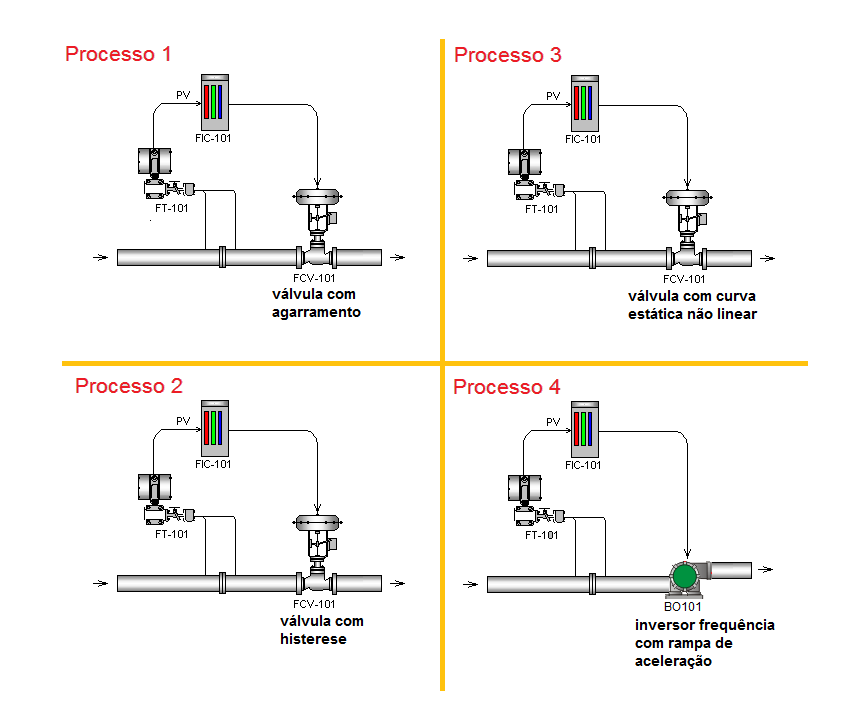 Processo 1
PV
FIC-101
FT-101
FCV-101
válvula com
agarramento
Processo 3
PV
FIC-101
FT-101
FCV-101
válvula com curva
estática não linear
Processo 2
PV
FIC-101
FT-101
FCV-101
válvula com
histerese
Processo 4
PV
FIC-101
FT-101
BO101
inversor frequência
com rampa de
aceleração